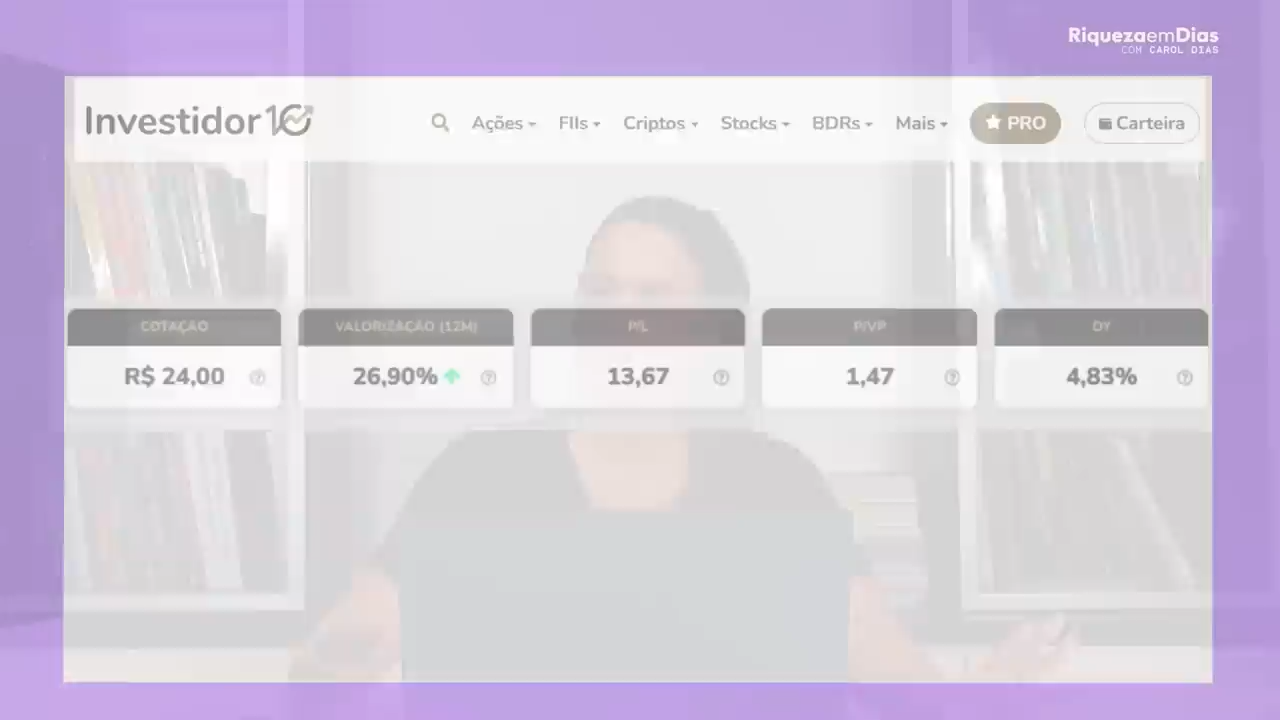 RiquezaemDias
COM CAROL DIAS
Investidor10
Ações FIIs Criptos Stocks BDRs Mais PRO Carteira
COTAÇÃO VALORIZAÇÃO (12M) P/L P/VP DY
R$ 24,00 26,90% 13,67 1,47 4,83%